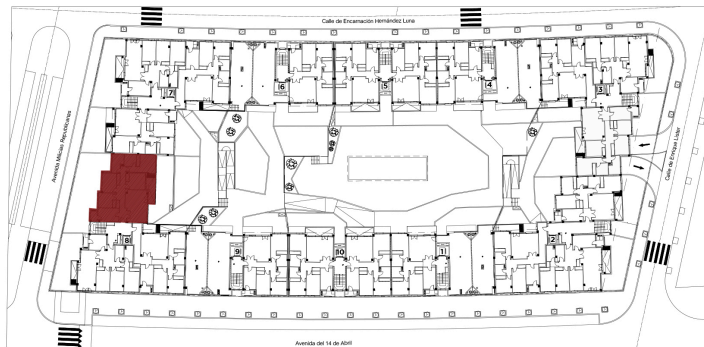 Calle de Encarnación Hernández Luna
7
6
5
4
3
Avenida Milicias Republicanas
Calle de Enrique Líster
8
9
10
1
2
Avenida del 14 de Abril